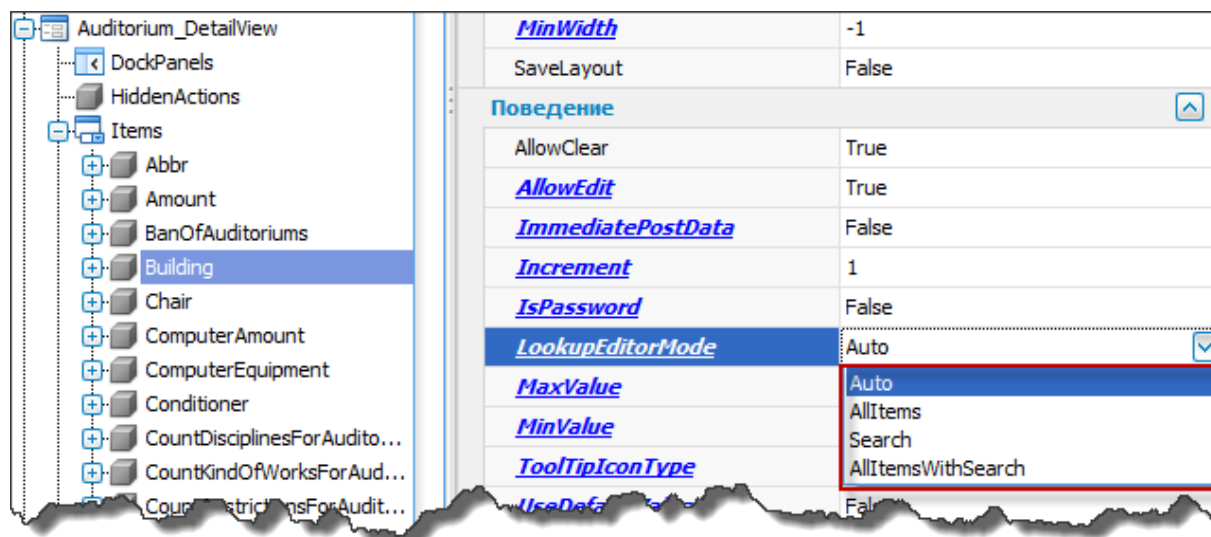 Auditorium_DetailView
DockPanels
HiddenActions
Items
Abbr
Amount
BanOfAuditoriums
Building
Chair
ComputerAmount
ComputerEquipment
Conditioner
CountDisciplinesForAudito...
CountKindOfWorksForAud...
MinWidth -1
SaveLayout False
Поведение
AllowClear True
AllowEdit True
ImmediatePostData False
Increment 1
IsPassword False
LookupEditorMode Auto
MaxValue
MinValue
ToolTipIconType
Auto
AllItems
Search
AllItemsWithSearch